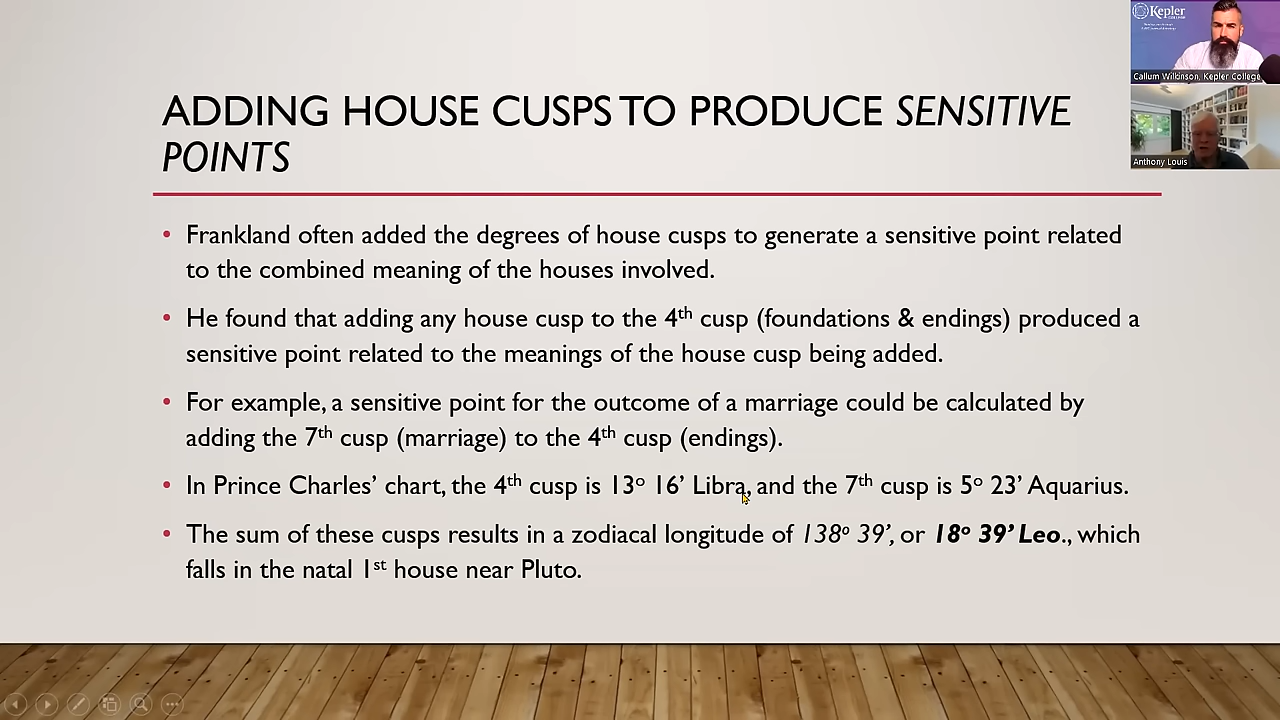 Kepler
COLLEGE
Callum Wilkinson, Kepler College
Anthony Louis
ADDING HOUSE CUSPS TO PRODUCE SENSITIVE
POINTS
• Frankland often added the degrees of house cusps to generate a sensitive point related
to the combined meaning of the houses involved.
• He found that adding any house cusp to the 4th cusp (foundations & endings) produced a
sensitive point related to the meanings of the house cusp being added.
• For example, a sensitive point for the outcome of a marriage could be calculated by
adding the 7th cusp (marriage) to the 4th cusp (endings).
• In Prince Charles’ chart, the 4th cusp is 13º 16’ Libra, and the 7th cusp is 5º 23’ Aquarius.
• The sum of these cusps results in a zodiacal longitude of 138º 39’, or 18º 39’ Leo., which
falls in the natal 1st house near Pluto.